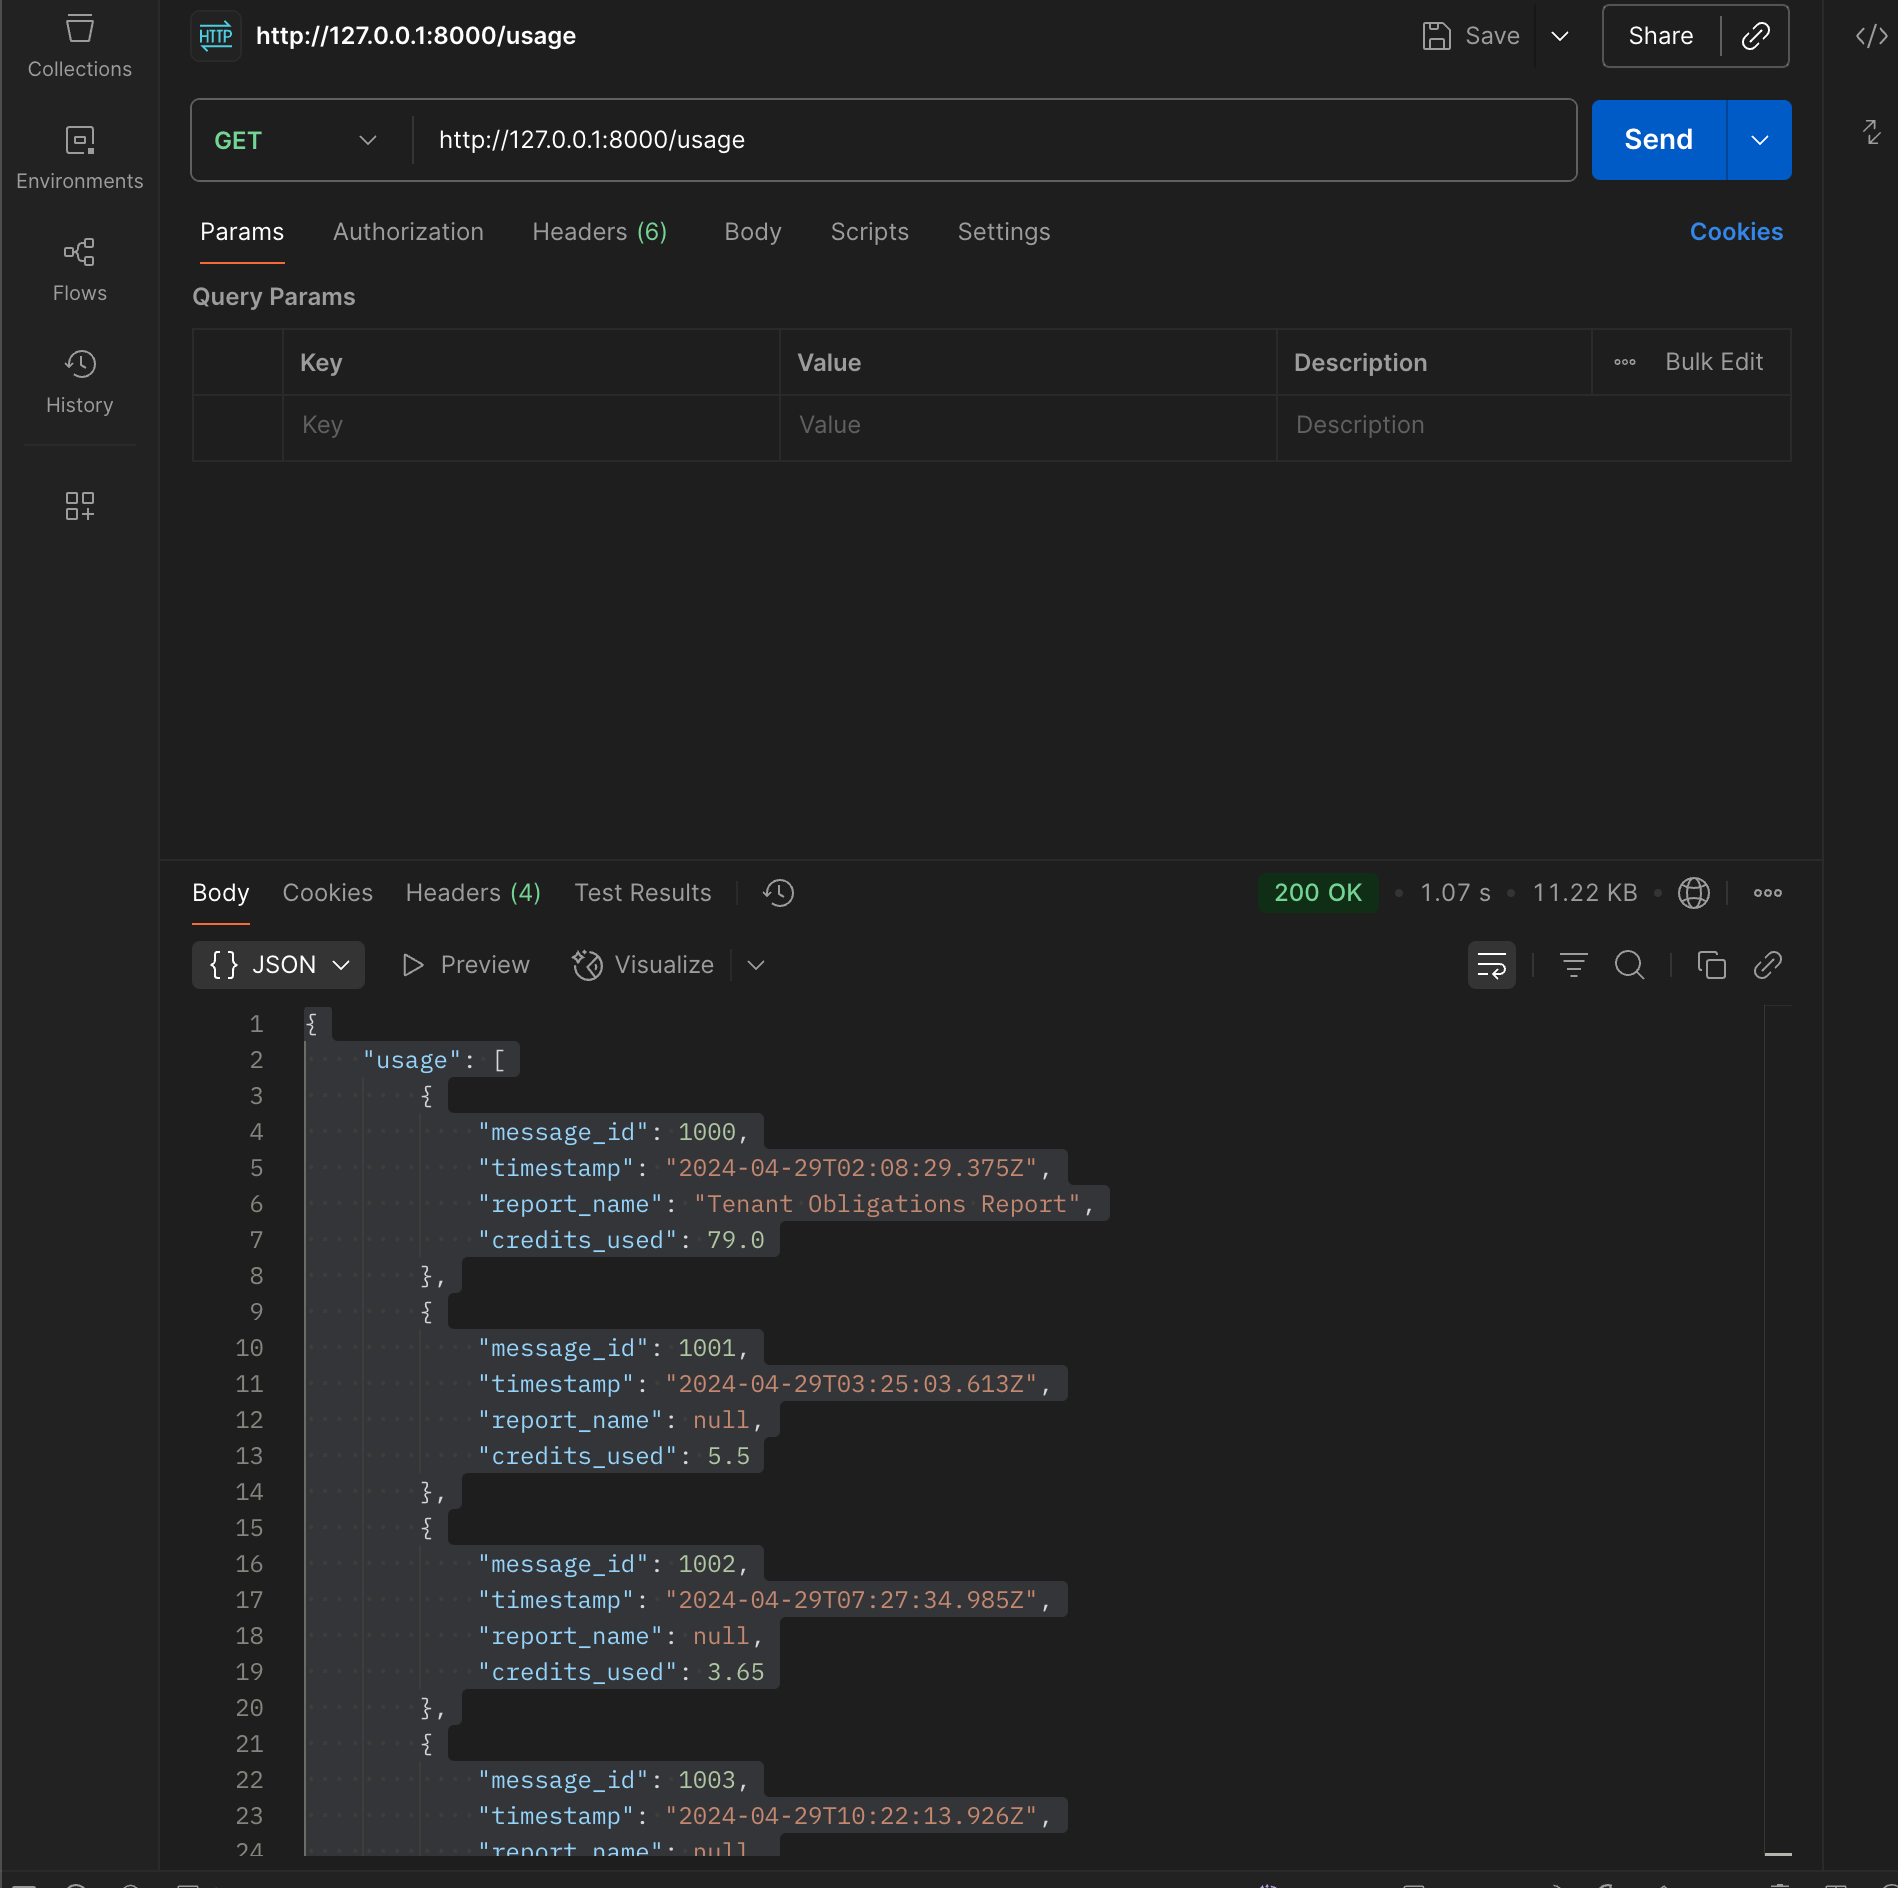 Collections
HTTP http://127.0.0.1:8000/usage Save Share
GET http://127.0.0.1:8000/usage Send
Environments
Params Authorization Headers (6) Body Scripts Settings Cookies
Flows
Query Params
Key Value Description Bulk Edit
History
Key Value Description
Body Cookies Headers (4) Test Results 200 OK • 1.07 s • 11.22 KB •
{} JSON Preview Visualize
1 {
2 "usage": [
3 {
4 "message_id": 1000,
5 "timestamp": "2024-04-29T02:08:29.375Z",
6 "report_name": "Tenant Obligations Report",
7 "credits_used": 79.0
8 },
9 {
10 "message_id": 1001,
11 "timestamp": "2024-04-29T03:25:03.613Z",
12 "report_name": null,
13 "credits_used": 5.5
14 },
15 {
16 "message_id": 1002,
17 "timestamp": "2024-04-29T07:27:34.985Z",
18 "report_name": null,
19 "credits_used": 3.65
20 },
21 {
22 "message_id": 1003,
23 "timestamp": "2024-04-29T10:22:13.926Z",
24 "report_name": null